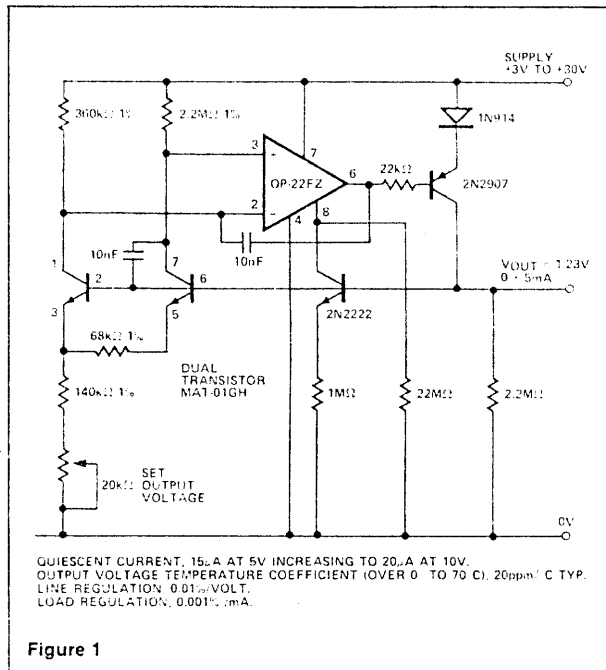 SUPPLY
+3V TO +30V
360kΩ 1%
2.2MΩ 1%
1N914
3
+
7
OP-22FZ
6
22kΩ
2N2907
2
-
4
8
10nF
10nF
1
2
7
6
VOUT = 1.23V
0 - 5mA
3
5
2N2222
68kΩ 1%
DUAL
TRANSISTOR
MAT-01GH
140kΩ 1%
1MΩ
22MΩ
2.2MΩ
20kΩ
SET
OUTPUT
VOLTAGE
0V
QUIESCENT CURRENT, 15µA AT 5V INCREASING TO 20µA AT 10V.
OUTPUT VOLTAGE TEMPERATURE COEFFICIENT (OVER 0 TO 70 C), 20ppm/ C TYP.
LINE REGULATION, 0.01%/VOLT.
LOAD REGULATION, 0.001%/mA.
Figure 1